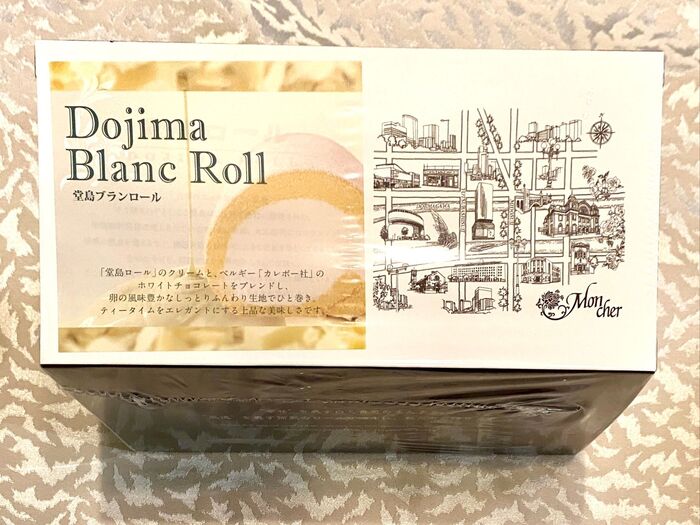 Dojima
Blanc Roll
堂島ブランロール
「堂島ロール」のクリームと、ベルギー「カレボー社」の
ホワイトチョコレートをブレンドし、
卵の風味豊かなしっとりふんわり生地でひと巻き。
ティータイムをエレガントにする上品な美味しさです。
Mon
cher